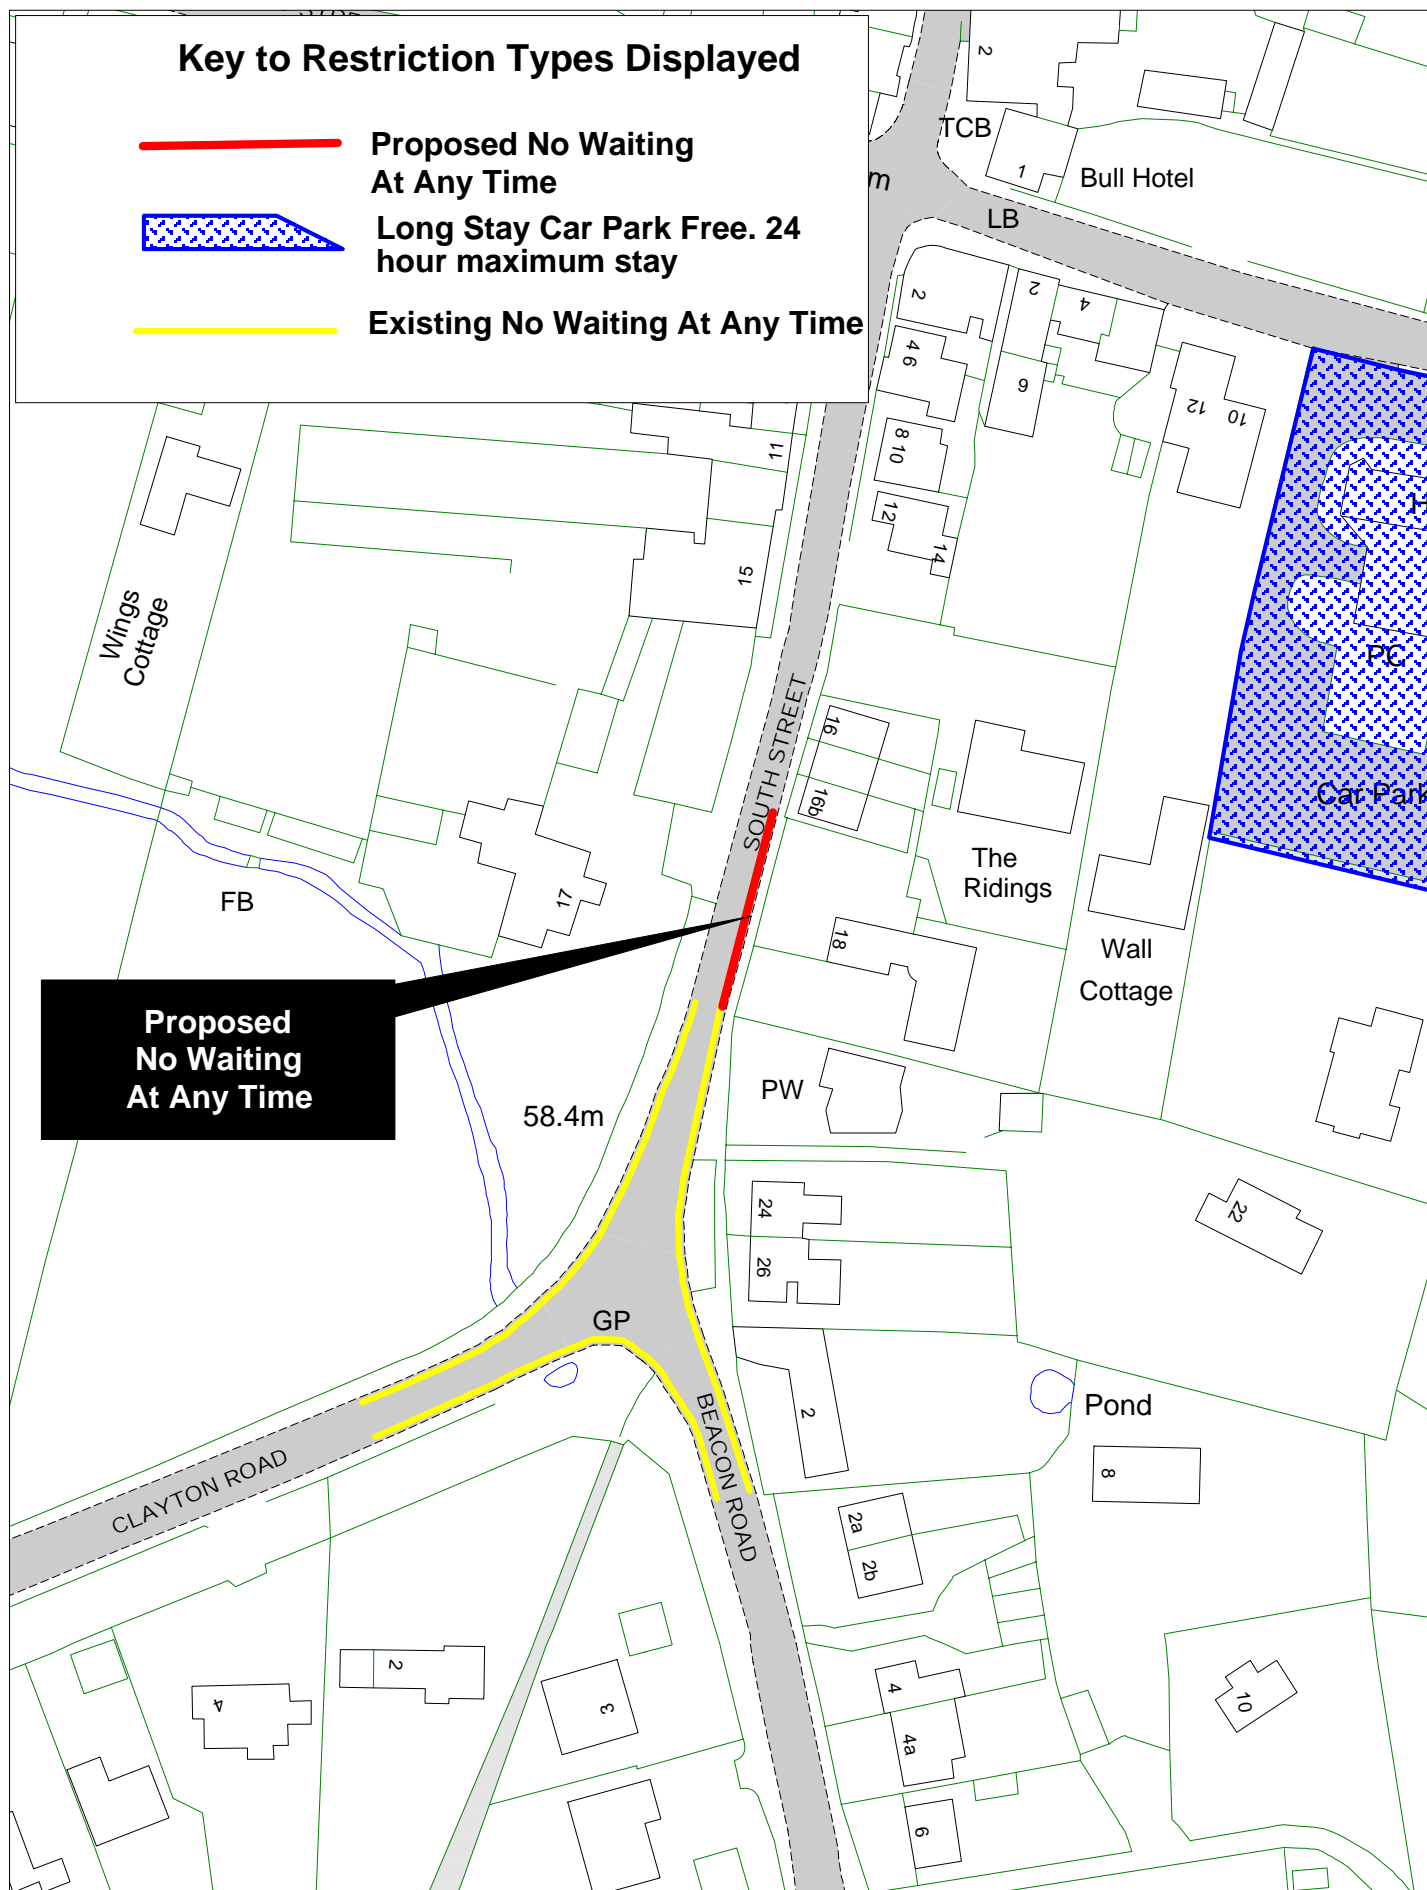 Key to Restriction Types Displayed
Proposed No Waiting
At Any Time
Long Stay Car Park Free. 24
hour maximum stay
Existing No Waiting At Any Time
2
TCB
1
Bull Hotel
m
LB
2
2
4
4 6
6
12
10
8 10
11
12
14
15
Wings
Cottage
H
PC
Car Park
SOUTH STREET
16
16b
The
Ridings
17
FB
18
Wall
Cottage
Proposed
No Waiting
At Any Time
58.4m
PW
24
22
26
GP
Pond
2
8
BEACON ROAD
CLAYTON ROAD
2a
2b
2
4
3
4
4a
10
6